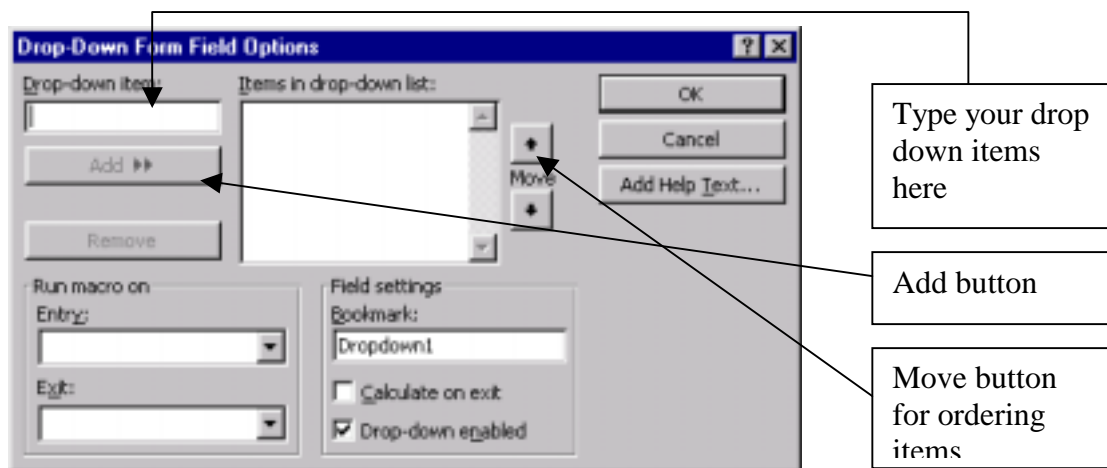 Drop-Down Form Field Options
Drop-down item:
Items in drop-down list:
OK
Cancel
Add Help Text...
Add
Move
Remove
Run macro on
Entry:
Exit:
Field settings
Bookmark:
Dropdown1
Calculate on exit
Drop-down enabled
Type your drop
down items
here
Add button
Move button
for ordering
items